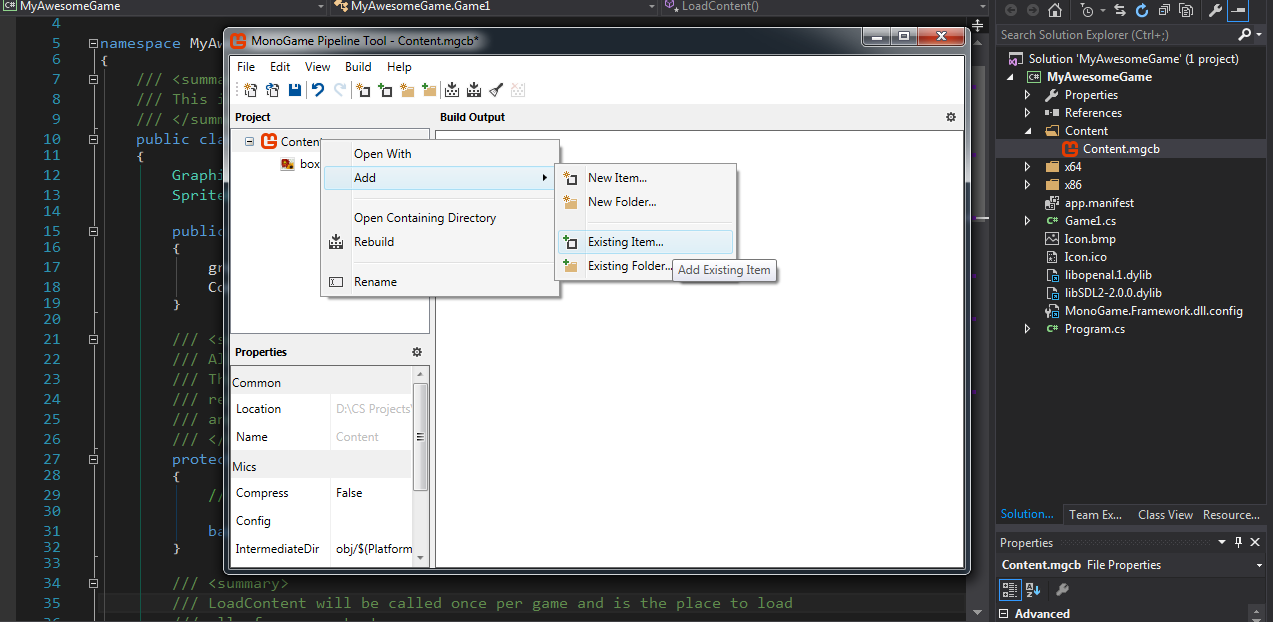 MyAwesomeGame
MyAwesomeGame.Game1
LoadContent()
4
5 namespace MyAw
6 {
7 /// <summa
8 /// This i
9 /// </summ
10 public cla
11 {
12 Graphi
13 Sprite
14
15 public
16 {
17 gr
18 Co
19 }
20
21 /// <s
22 /// Al
23 /// Th
24 /// re
25 /// an
26 /// </
27 protec
28 {
29 //
30
31 ba
32 }
33
34 /// <summary>
35 /// LoadContent will be called once per game and is the place to load
MonoGame Pipeline Tool - Content.mgcb*
File Edit View Build Help
Project
Build Output
Content
box
Open With
Add
Open Containing Directory
Rebuild
Rename
New Item...
New Folder...
Existing Item...
Existing Folder...
Add Existing Item
Properties
Common
Location D:\CS Projects\
Name Content
Mics
Compress False
Config
IntermediateDir obj/$(Platform
Search Solution Explorer (Ctrl+;)
Solution 'MyAwesomeGame' (1 project)
C# MyAwesomeGame
Properties
References
Content
Content.mgcb
x64
x86
app.manifest
C# Game1.cs
Icon.bmp
Icon.ico
libopenal.1.dylib
libSDL2-2.0.0.dylib
MonoGame.Framework.dll.config
C# Program.cs
Solution... Team Ex... Class View Resource...
Properties
Content.mgcb File Properties
Advanced